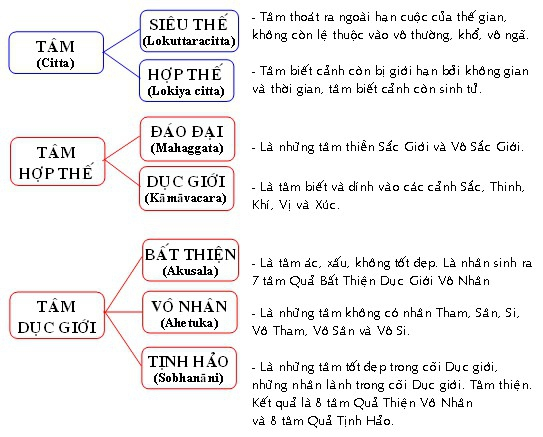 TÂM
(Citta)
SIÊU THẾ
(Lokuttaracitta)
- Tâm thoát ra ngoài hạn cuộc của thế gian,
không còn lệ thuộc vào vô thường, khổ, vô ngã.
HỢP THẾ
(Lokiya citta)
- Tâm biết cảnh còn bị giới hạn bởi không gian
và thời gian, tâm biết cảnh còn sinh tử.
TÂM
HỢP THẾ
ĐÁO ĐẠI
(Mahaggata)
- Là những tâm thiền Sắc Giới và Vô Sắc Giới.
DỤC GIỚI
(Kāmāvacara)
- Là tâm biết và dính vào các cảnh Sắc, Thinh,
Khí, Vị và Xúc.
TÂM
DỤC GIỚI
BẤT THIỆN
(Akusala)
- Là tâm ác, xấu, không tốt đẹp. Là nhân sinh ra
7 tâm Quả Bất Thiện Dục Giới Vô Nhân
VÔ NHÂN
(Ahetuka)
- Là những tâm không có nhân Tham, Sân, Si,
Vô Tham, Vô Sân và Vô Si.
TỊNH HẢO
(Sobhanāni)
- Là những tâm tốt đẹp trong cõi Dục giới,
những nhân lành trong cõi Dục giới. Tâm thiện.
Kết quả là 8 tâm Quả Thiện Vô Nhân
và 8 tâm Quả Tịnh Hảo.